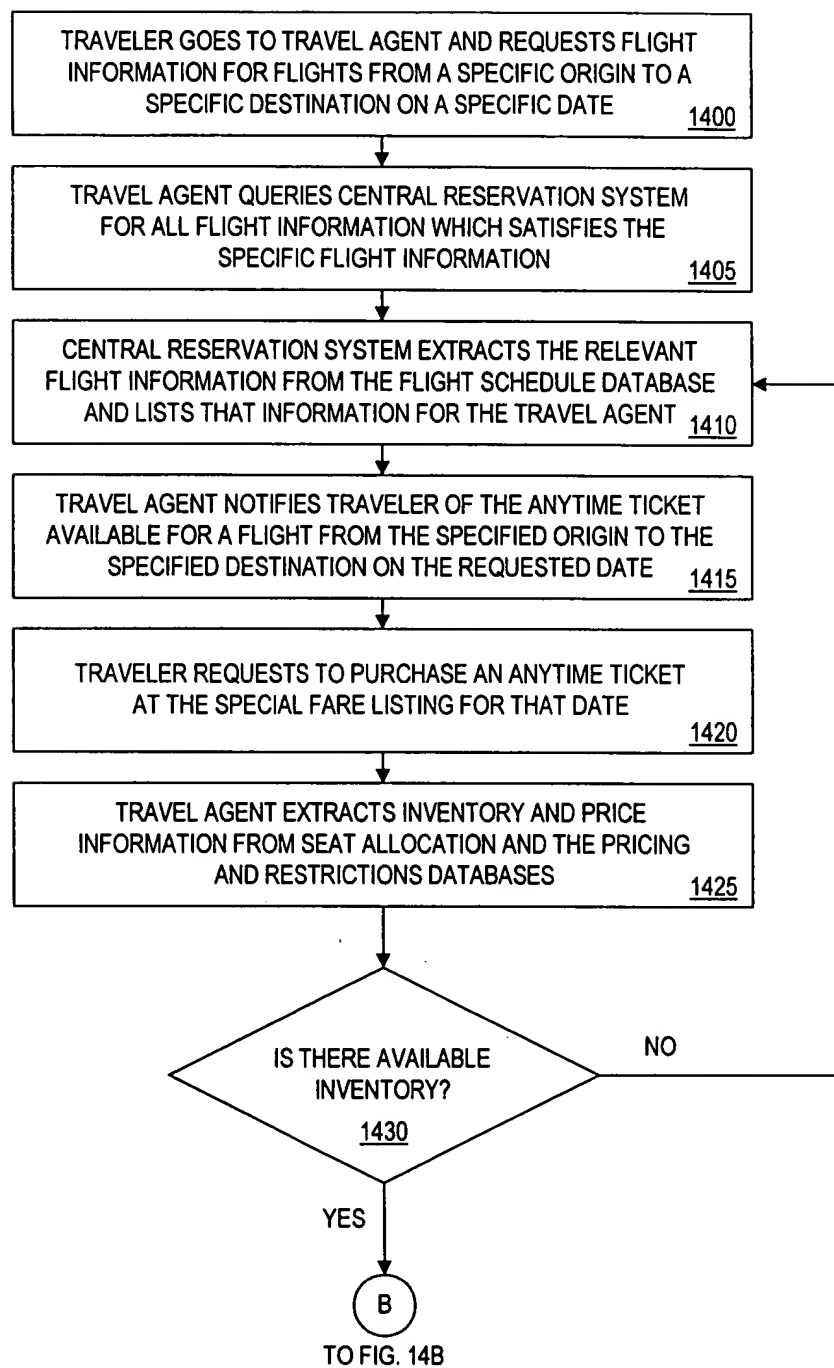 TRAVELER GOES TO TRAVEL AGENT AND REQUESTS FLIGHT
INFORMATION FOR FLIGHTS FROM A SPECIFIC ORIGIN TO A
SPECIFIC DESTINATION ON A SPECIFIC DATE
1400
TRAVEL AGENT QUERIES CENTRAL RESERVATION SYSTEM
FOR ALL FLIGHT INFORMATION WHICH SATISFIES THE
SPECIFIC FLIGHT INFORMATION
1405
CENTRAL RESERVATION SYSTEM EXTRACTS THE RELEVANT
FLIGHT INFORMATION FROM THE FLIGHT SCHEDULE DATABASE
AND LISTS THAT INFORMATION FOR THE TRAVEL AGENT
1410
TRAVEL AGENT NOTIFIES TRAVELER OF THE ANYTIME TICKET
AVAILABLE FOR A FLIGHT FROM THE SPECIFIED ORIGIN TO THE
SPECIFIED DESTINATION ON THE REQUESTED DATE
1415
TRAVELER REQUESTS TO PURCHASE AN ANYTIME TICKET
AT THE SPECIAL FARE LISTING FOR THAT DATE
1420
TRAVEL AGENT EXTRACTS INVENTORY AND PRICE
INFORMATION FROM SEAT ALLOCATION AND THE PRICING
AND RESTRICTIONS DATABASES
1425
IS THERE AVAILABLE
INVENTORY?
1430
NO
YES
B
TO FIG. 14B